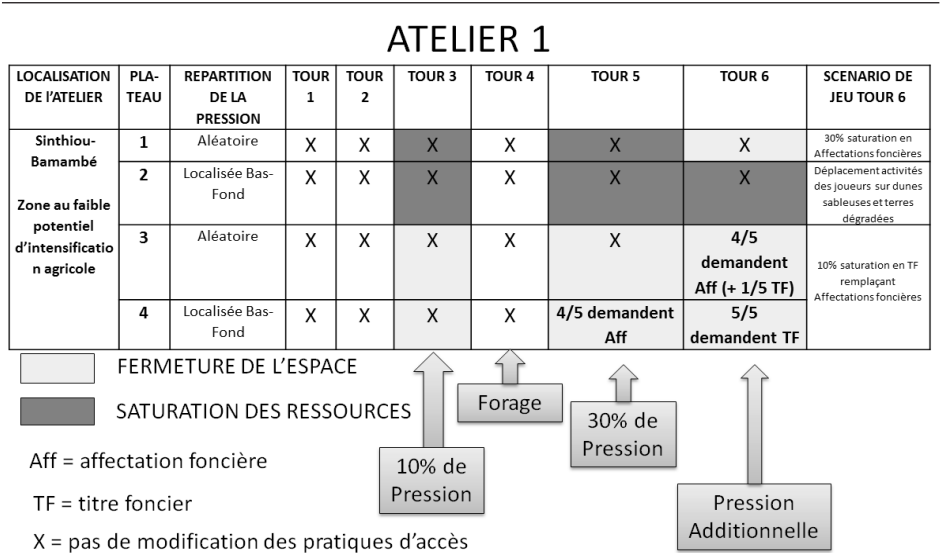 ATELIER 1
LOCALISATION DE l'ATELIER | PLA-TEAU | REPARTITION DE LA PRESSION | TOUR 1 | TOUR 2 | TOUR 3 | TOUR 4 | TOUR 5 | TOUR 6 | SCENARIO DE JEU TOUR 6
Sinthiou-Bamambé Zone au faible potentiel d'intensification agricole | 1 | Aléatoire | X | X | X | X | X | X | 30% saturation en Affectations foncières
2 | Localisée Bas-Fond | X | X | X | X | X | X | Déplacement activités des joueurs sur dunes sableuses et terres dégradées
3 | Aléatoire | X | X | X | X | X | 4/5 demandent Aff (+ 1/5 TF) | 10% saturation en TF remplaçant Affectations foncières
4 | Localisée Bas-Fond | X | X | X | X | 4/5 demandent Aff | 5/5 demandent TF
FERMETURE DE L'ESPACE
SATURATION DES RESSOURCES
Aff = affectation foncière
TF = titre foncier
X = pas de modification des pratiques d'accès
10% de
Pression
Forage
30% de
Pression
Pression
Additionnelle